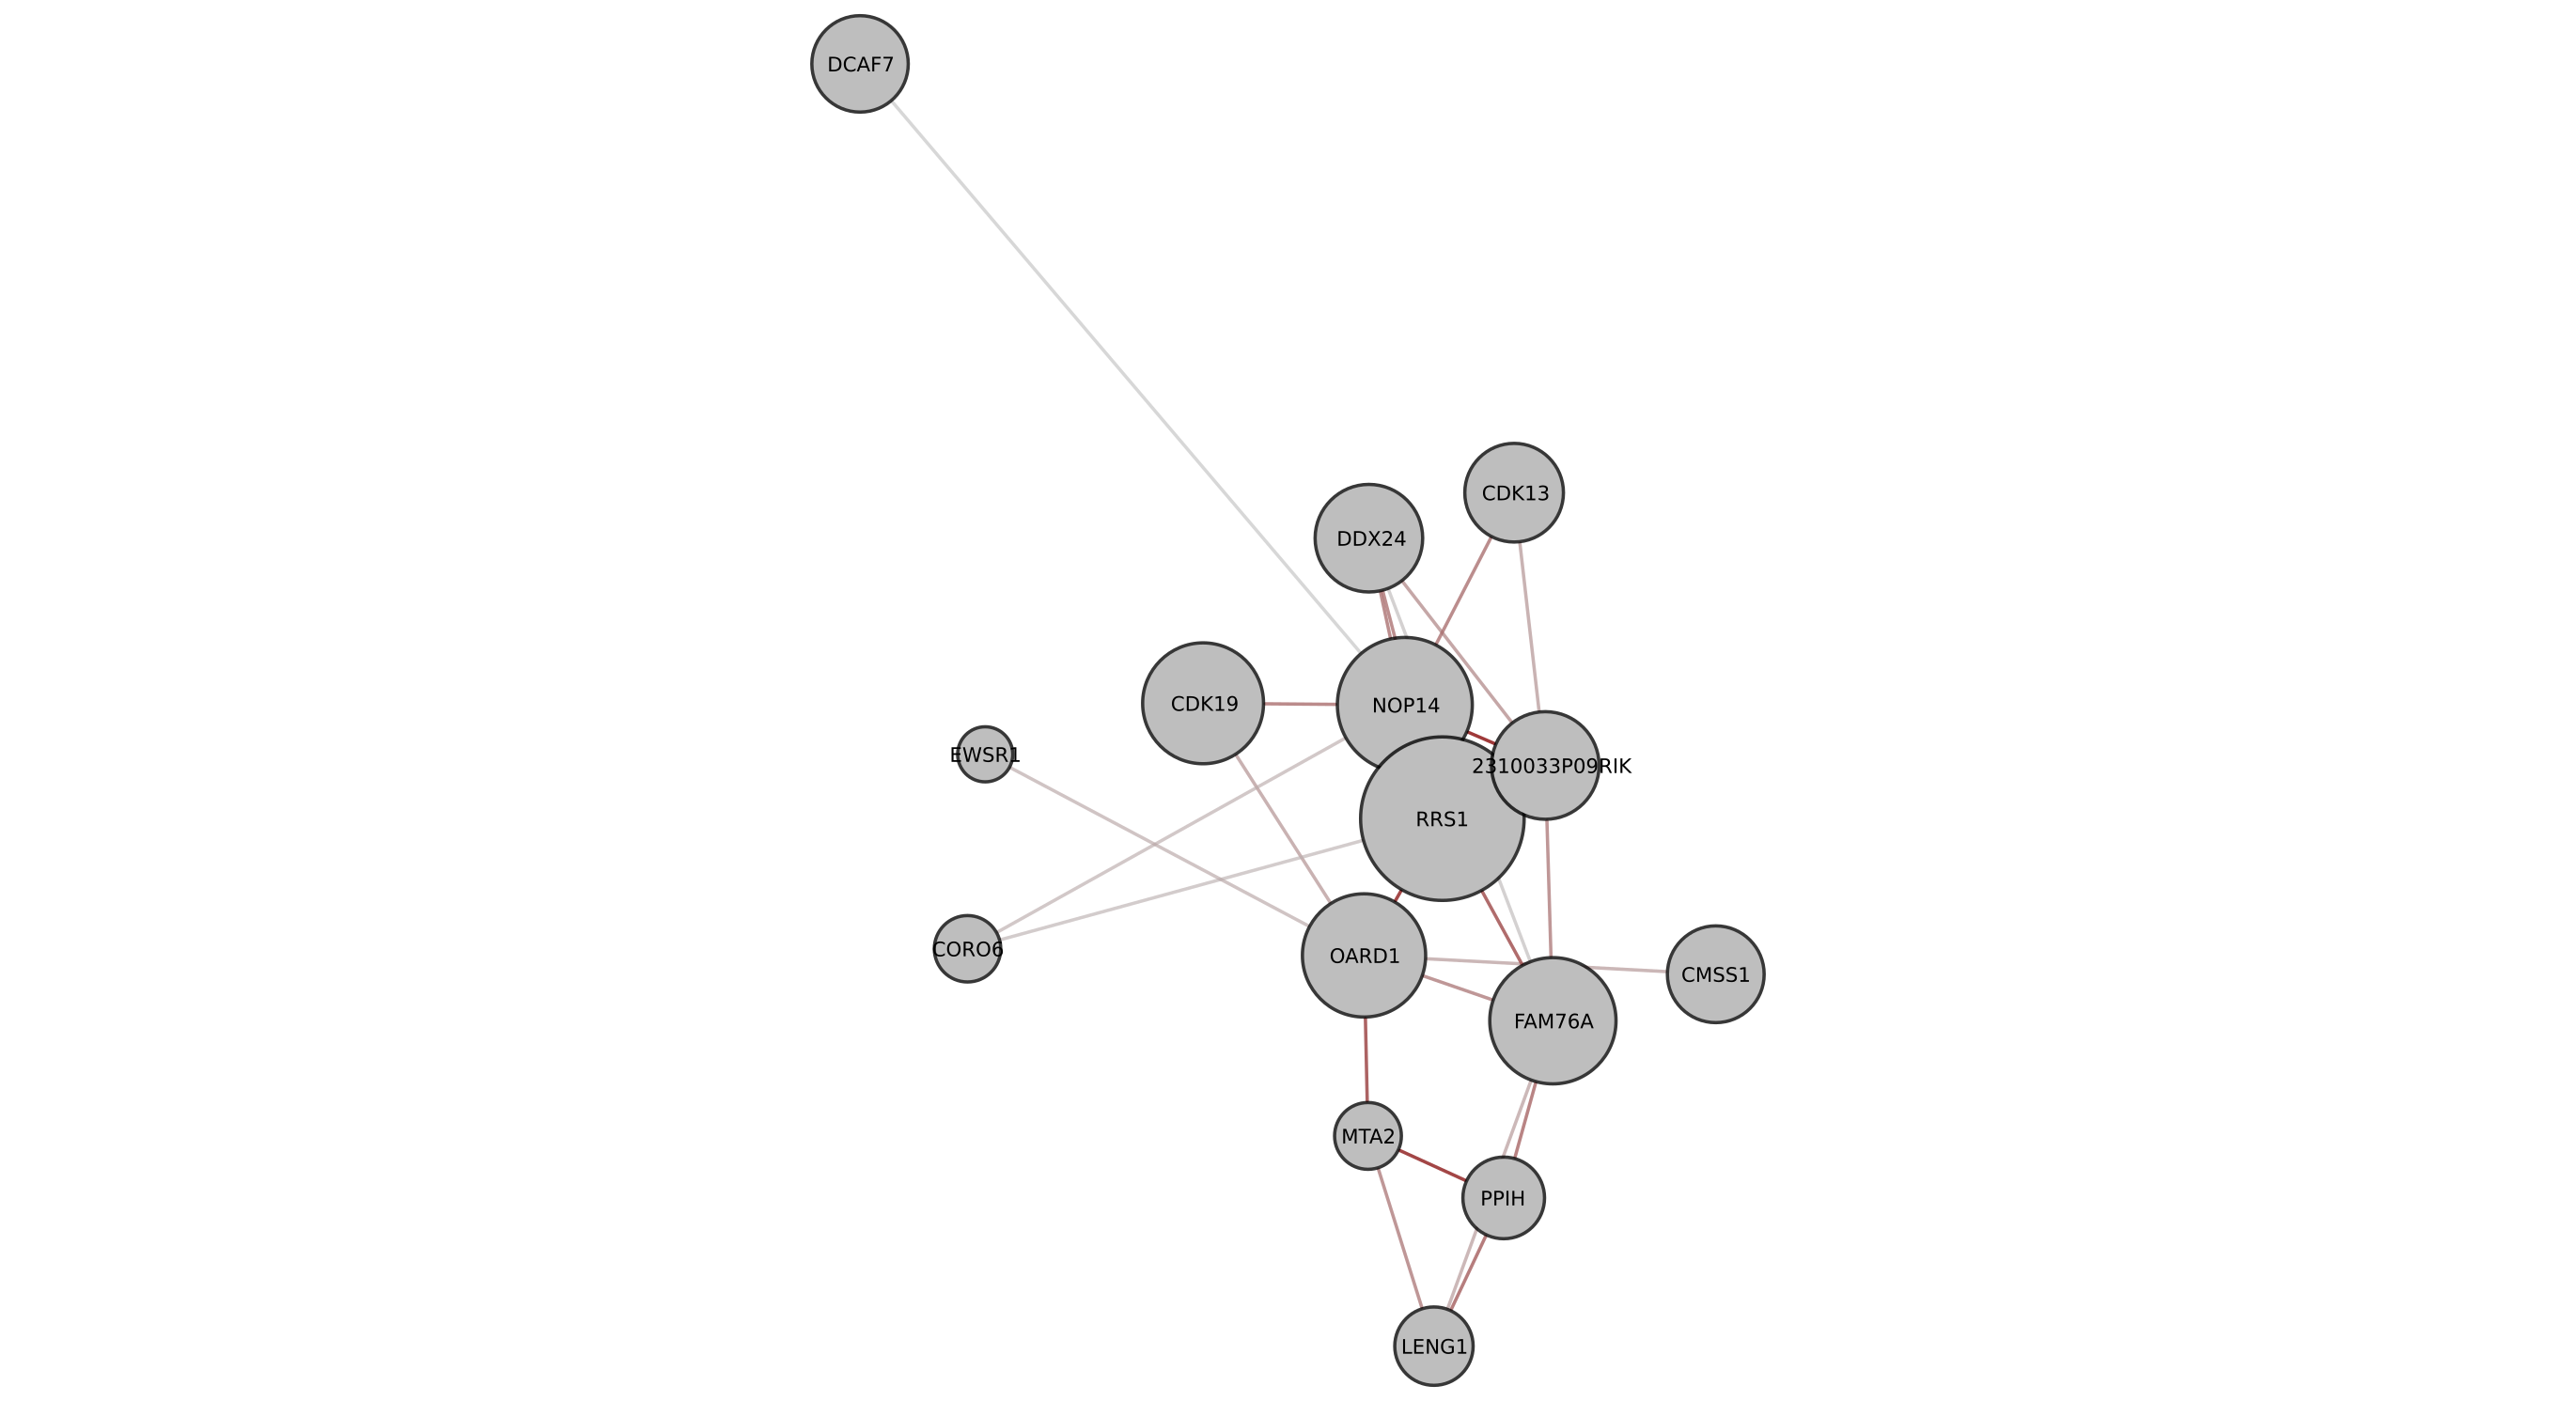 DCAF7
CDK13
DDX24
CDK19
NOP14
EWSR1
2310033P09RIK
RRS1
CORO6
OARD1
CMSS1
FAM76A
MTA2
PPIH
LENG1